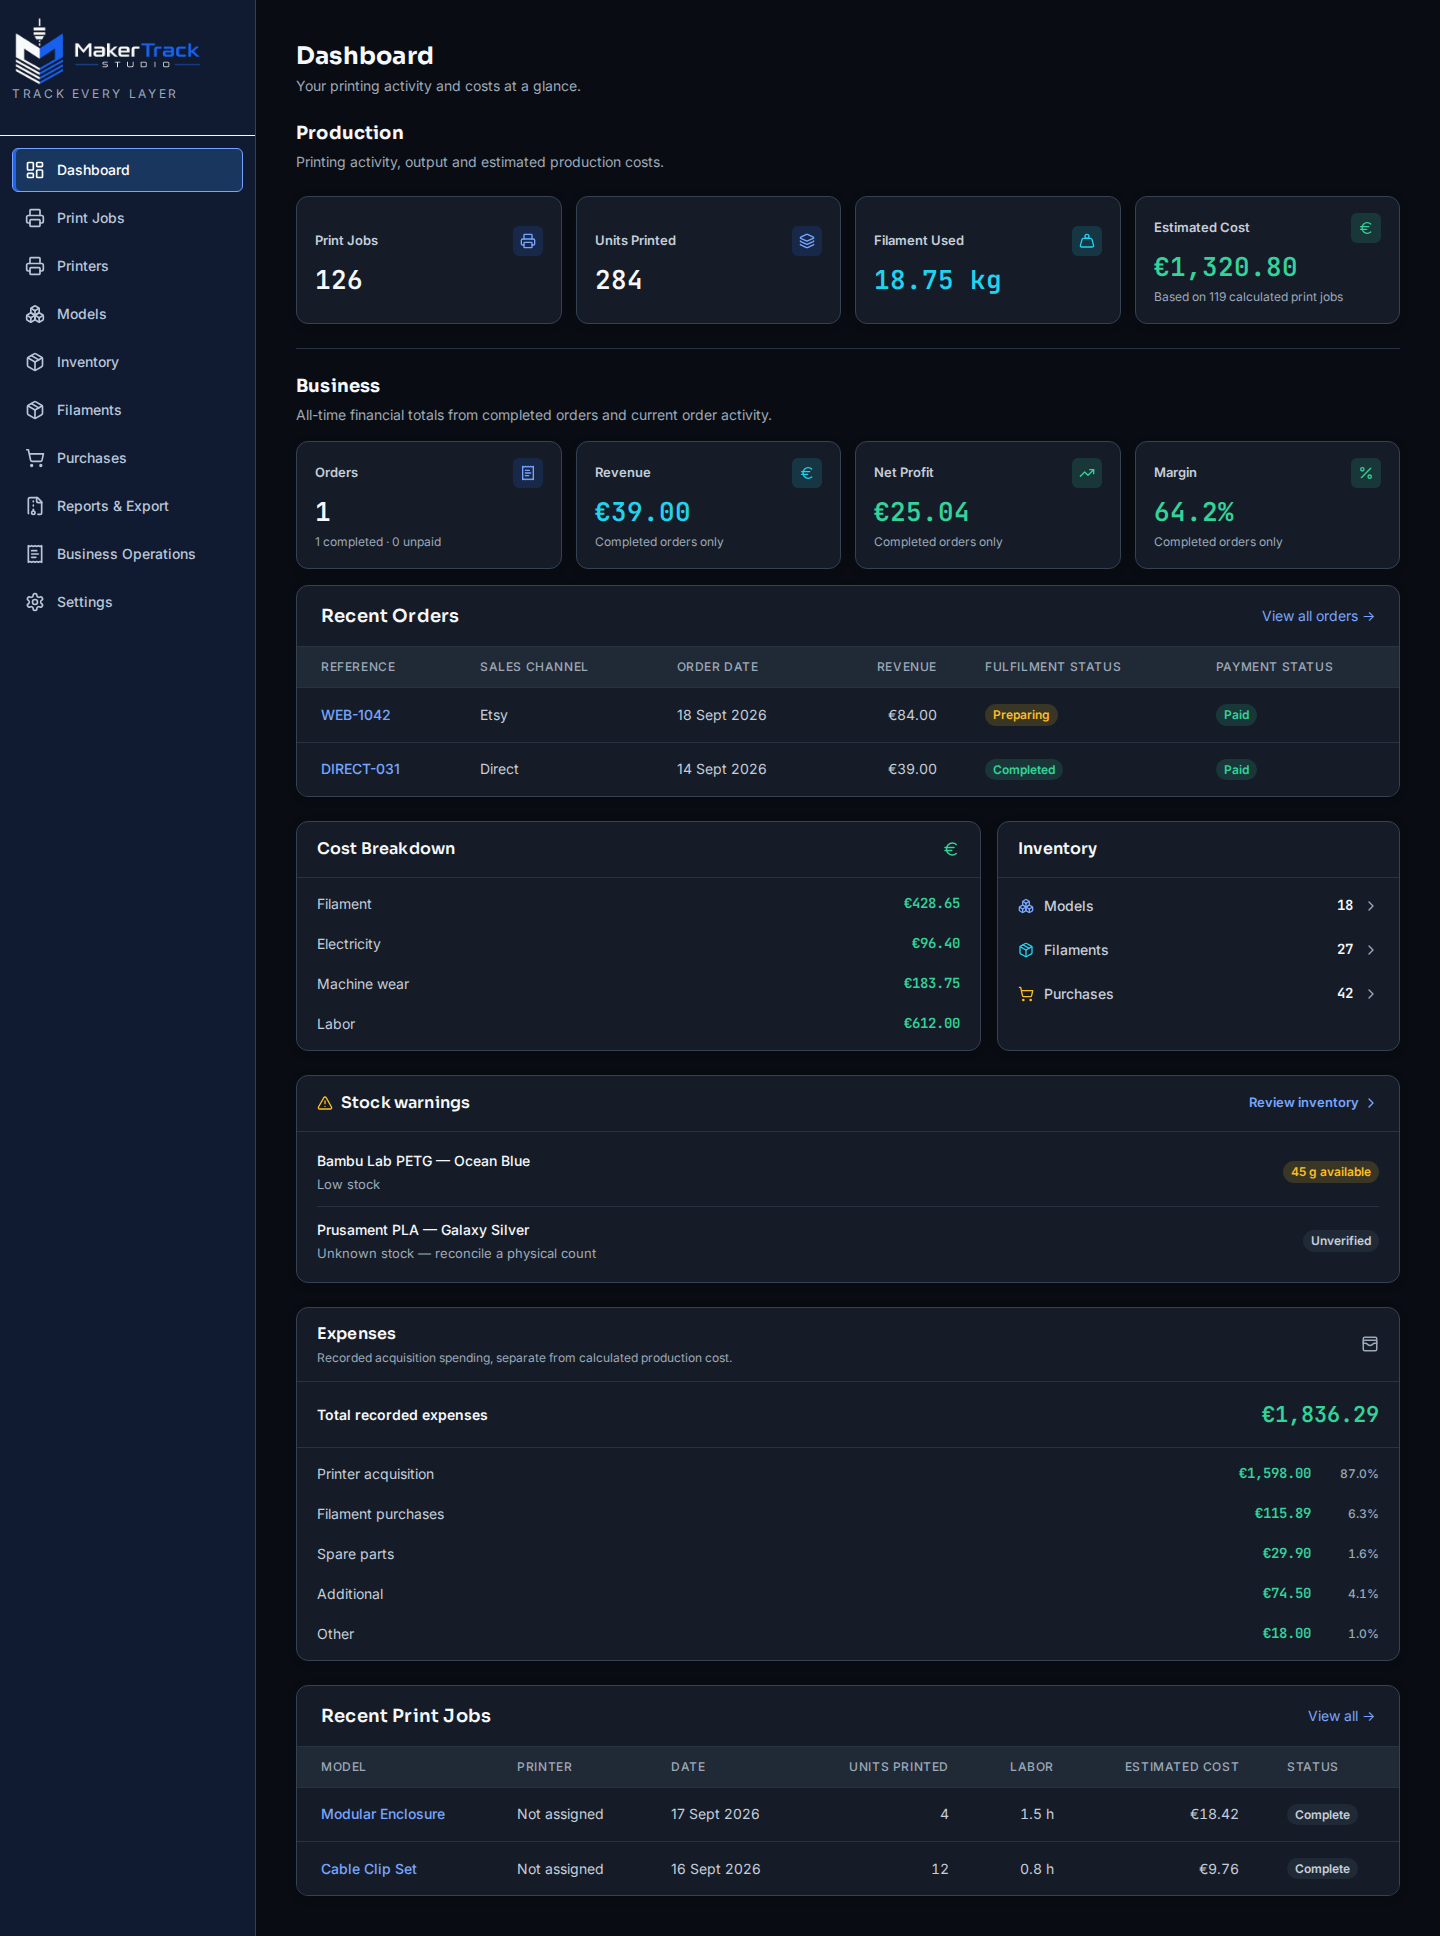 MakerTrack
STUDIO
TRACK EVERY LAYER
Dashboard
Print Jobs
Printers
Models
Inventory
Filaments
Purchases
Reports & Export
Business Operations
Settings
Dashboard
Your printing activity and costs at a glance.
Production
Printing activity, output and estimated production costs.
Print Jobs
126
Units Printed
284
Filament Used
18.75 kg
Estimated Cost
€1,320.80
Based on 119 calculated print jobs
Business
All-time financial totals from completed orders and current order activity.
Orders
1
1 completed · 0 unpaid
Revenue
€39.00
Completed orders only
Net Profit
€25.04
Completed orders only
Margin
64.2%
Completed orders only
Recent Orders View all orders →
REFERENCE SALES CHANNEL ORDER DATE REVENUE FULFILMENT STATUS PAYMENT STATUS
WEB-1042 Etsy 18 Sept 2026 €84.00 Preparing Paid
DIRECT-031 Direct 14 Sept 2026 €39.00 Completed Paid
Cost Breakdown
Filament €428.65
Electricity €96.40
Machine wear €183.75
Labor €612.00
Inventory
Models 18
Filaments 27
Purchases 42
Stock warnings Review inventory
Bambu Lab PETG — Ocean Blue
Low stock
45 g available
Prusament PLA — Galaxy Silver
Unknown stock — reconcile a physical count
Unverified
Expenses
Recorded acquisition spending, separate from calculated production cost.
Total recorded expenses €1,836.29
Printer acquisition €1,598.00 87.0%
Filament purchases €115.89 6.3%
Spare parts €29.90 1.6%
Additional €74.50 4.1%
Other €18.00 1.0%
Recent Print Jobs View all →
MODEL PRINTER DATE UNITS PRINTED LABOR ESTIMATED COST STATUS
Modular Enclosure Not assigned 17 Sept 2026 4 1.5 h €18.42 Complete
Cable Clip Set Not assigned 16 Sept 2026 12 0.8 h €9.76 Complete